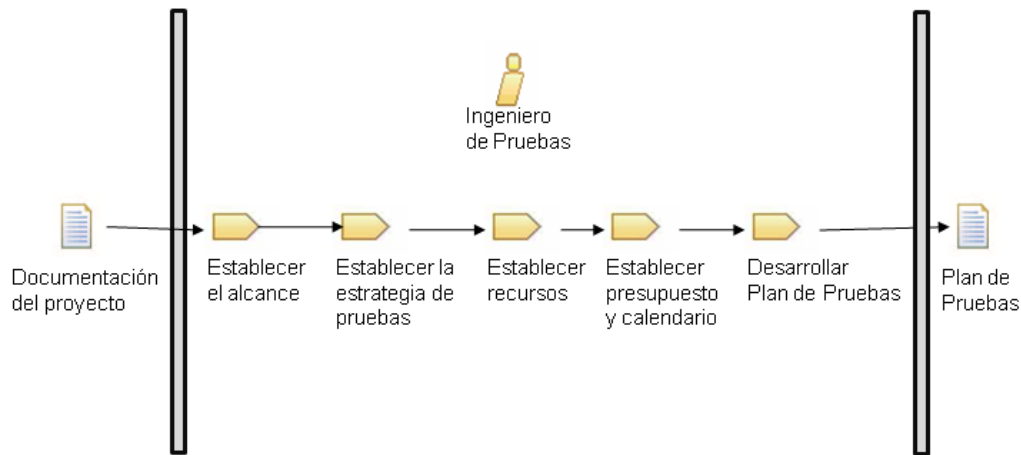 Ingeniero
de Pruebas
Documentación
del proyecto
Establecer
el alcance
Establecer la
estrategia de
pruebas
Establecer
recursos
Establecer
presupuesto
y calendario
Desarrollar
Plan de Pruebas
Plan de
Pruebas